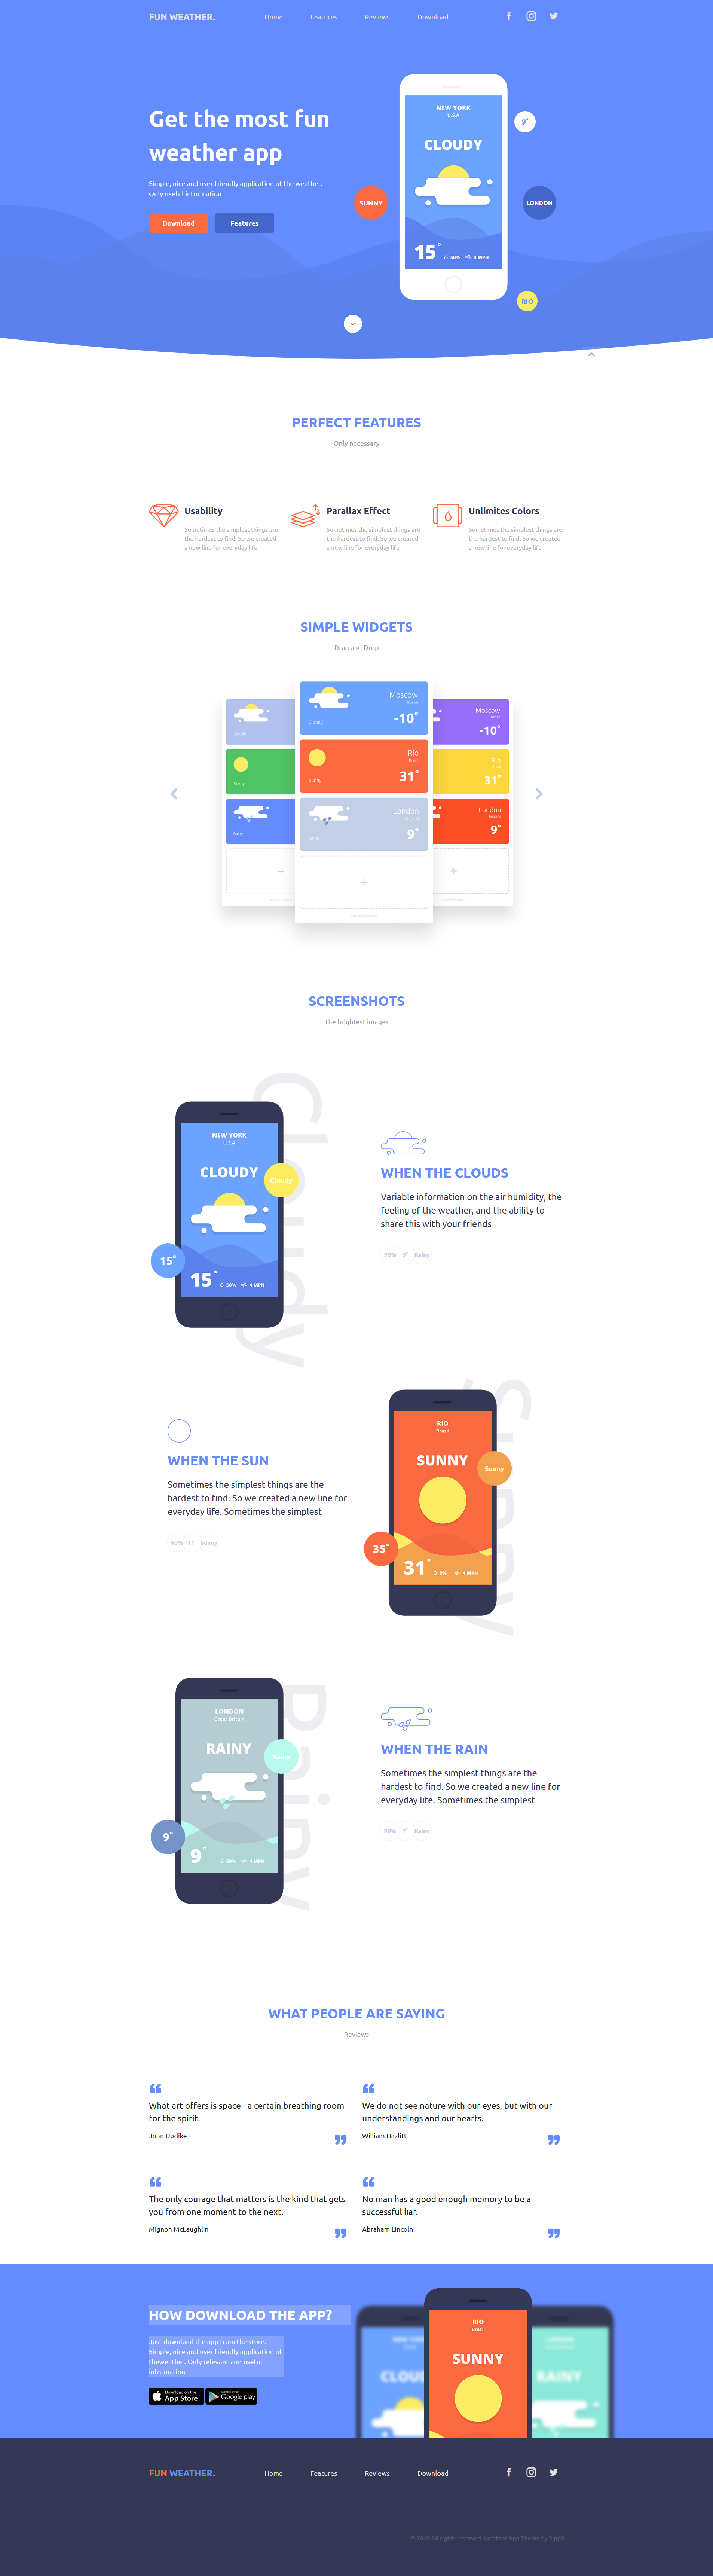 FUN WEATHER.
Home
Features
Reviews
Download
Get the most fun
weather app
Simple, nice and user-friendly application of the weather.
Only useful information
Download
Features
NEW YORK
U.S.A
CLOUDY
15°
50%
4 MPH
9°
SUNNY
LONDON
RIO
PERFECT FEATURES
Only necessary
Usability
Sometimes the simplest things are
the hardest to find. So we created
a new line for everyday life
Parallax Effect
Sometimes the simplest things are
the hardest to find. So we created
a new line for everyday life
Unlimites Colors
Sometimes the simplest things are
the hardest to find. So we created
a new line for everyday life
SIMPLE WIDGETS
Drag and Drop
Cloudy
Sunny
Rainy
Moscow
Russia
Cloudy
-10°
Rio
Brazil
Sunny
31°
London
England
Rainy
9°
Moscow
Russia
-10°
Rio
Brazil
31°
London
England
9°
SCREENSHOTS
The brightest images
Cloudy
NEW YORK
U.S.A
CLOUDY
Cloudy
15°
15°
50%
4 MPH
WHEN THE CLOUDS
Variable information on the air humidity, the
feeling of the weather, and the ability to
share this with your friends
93%
9°
Rainy
WHEN THE SUN
Sometimes the simplest things are the
hardest to find. So we created a new line for
everyday life. Sometimes the simplest
60%
11°
Sunny
Sunny
RIO
Brazil
SUNNY
Sunny
35°
31°
0%
4 MPH
Rainy
LONDON
Great Britain
RAINY
Rainy
9°
9°
50%
4 MPH
WHEN THE RAIN
Sometimes the simplest things are the
hardest to find. So we created a new line for
everyday life. Sometimes the simplest
99%
7°
Rainy
WHAT PEOPLE ARE SAYING
Reviews
What art offers is space - a certain breathing room
for the spirit.
John Updike
We do not see nature with our eyes, but with our
understandings and our hearts.
William Hazlitt
The only courage that matters is the kind that gets
you from one moment to the next.
Mignon McLaughlin
No man has a good enough memory to be a
successful liar.
Abraham Lincoln
HOW DOWNLOAD THE APP?
Just download the app from the store.
Simple, nice and user-friendly application of
theweather. Only relevant and useful
information.
Download on the
App Store
Google play
NEW YORK
CLOUDY
RIO
Brazil
SUNNY
LONDON
RAINY
FUN WEATHER.
Home
Features
Reviews
Download